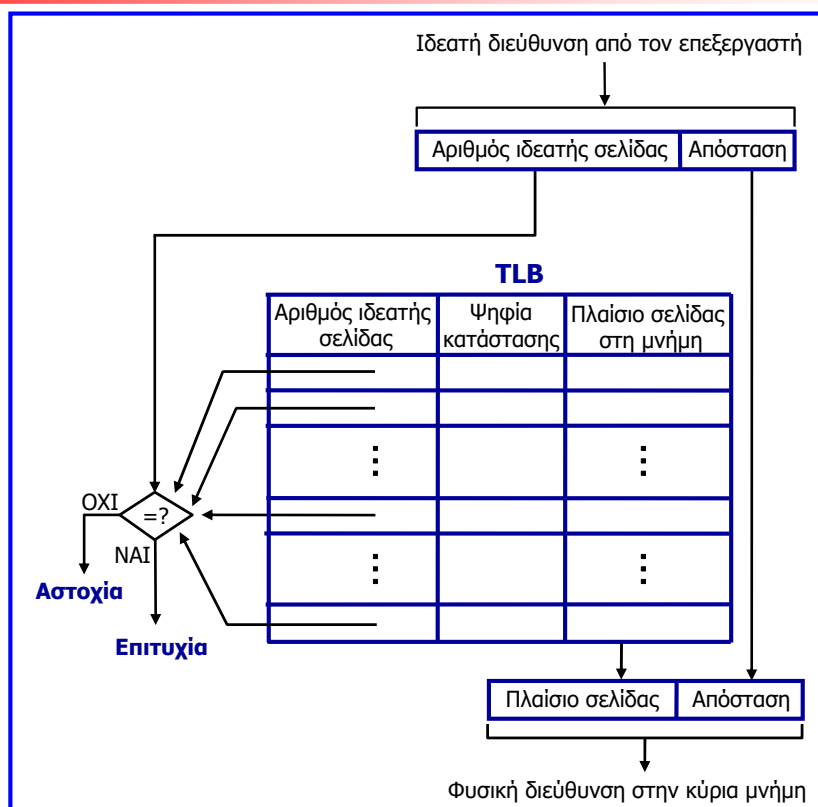 Ιδεατή διεύθυνση από τον επεξεργαστή
Αριθμός ιδεατής σελίδας Απόσταση
TLB
Αριθμός ιδεατής σελίδας
Ψηφία κατάστασης
Πλαίσιο σελίδας στη μνήμη
ΟΧΙ
=?
ΝΑΙ
Αστοχία
Επιτυχία
Πλαίσιο σελίδας Απόσταση
Φυσική διεύθυνση στην κύρια μνήμη